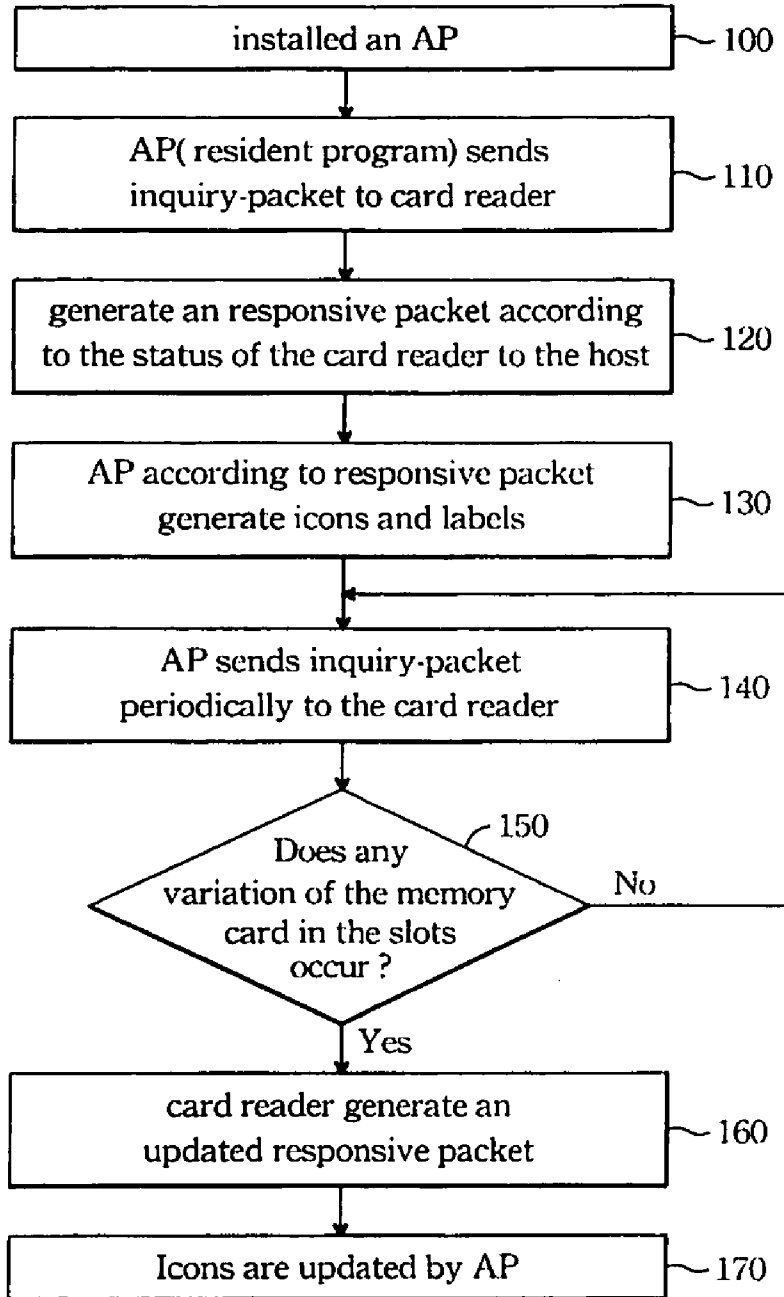 installed an AP
100
AP( resident program) sends
inquiry-packet to card reader
110
generate an responsive packet according
to the status of the card reader to the host
120
AP according to responsive packet
generate icons and labels
130
AP sends inquiry-packet
periodically to the card reader
140
150
Does any
variation of the memory
card in the slots
occur ?
No
Yes
card reader generate an
updated responsive packet
160
Icons are updated by AP
170